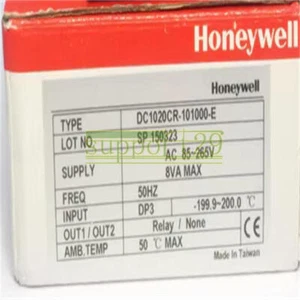 Honeywell
Honeywell
TYPE DC1020CR-101000-E
LOT NO. SP 150323
SUPPLY AC 85~265V
8VA MAX
FREQ 50HZ
INPUT DP3 -199.9~200.0 °C
OUT1 / OUT2 Relay / None
AMB.TEMP 50 °C MAX
CE
Made In Taiwan